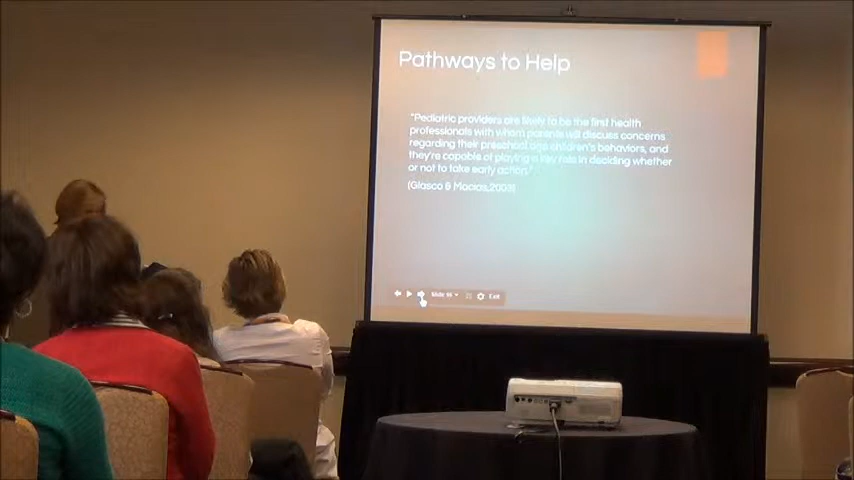 Pathways to Help
"Pediatric providers are likely to be the first health
professionals with whom parents will discuss concerns
regarding their preschool age children's behaviors, and
they're capable of playing a key role in deciding whether
or not to take early action."
(Glasco & Macias, 2003)
Exit